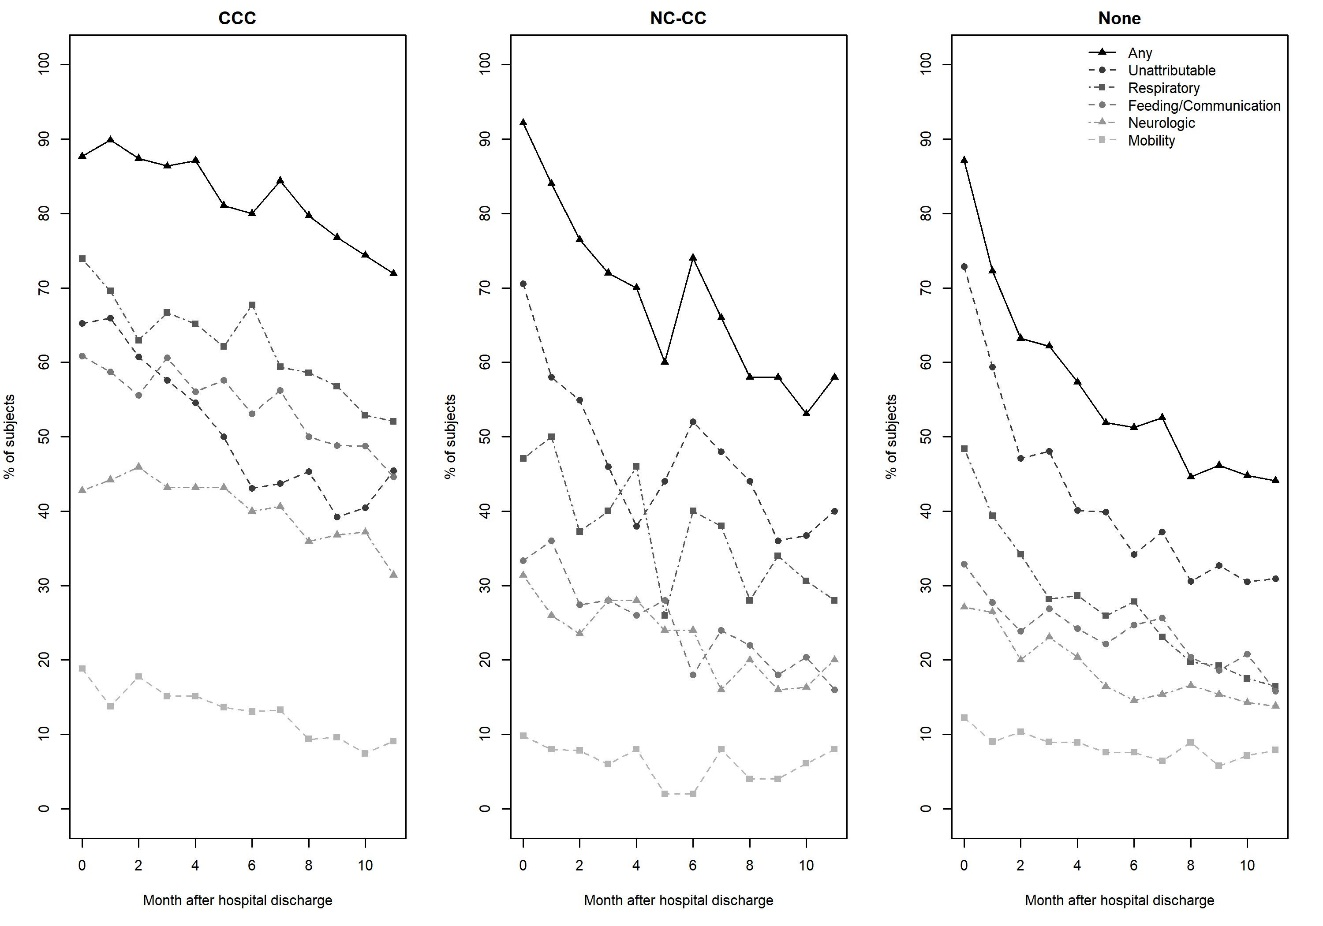 CCC
NC-CC
None
Any
Unattributable
Respiratory
Feeding/Communication
Neurologic
Mobility
% of subjects
100
90
80
70
60
50
40
30
20
10
0
0 2 4 6 8 10
Month after hospital discharge
% of subjects
100
90
80
70
60
50
40
30
20
10
0
0 2 4 6 8 10
Month after hospital discharge
% of subjects
100
90
80
70
60
50
40
30
20
10
0
0 2 4 6 8 10
Month after hospital discharge